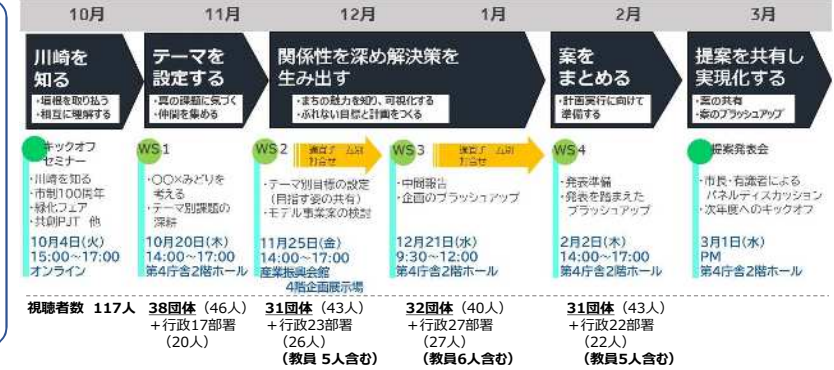 10月
11月
12月
1月
2月
3月
川崎を
知る
・垣根を取り払う
・相互に理解する
テーマを
設定する
・真の課題に気づく
・仲間を集める
関係性を深め解決策を
生み出す
・まちの魅力を知り、可視化する
・ぶれない目標と計画をつくる
案を
まとめる
・計画実行に向けて
準備する
提案を共有し
実現化する
・案の共有
・案のブラッシュアップ
キックオフ
セミナー
・川崎を知る
・市制100周年
・緑化フェア
・共創PJT 他
10月4日(火)
15:00~17:00
オンライン
WS1
・〇〇×みどりを
考える
・テーマ別課題の
深耕
10月20日(木)
14:00~17:00
第4庁舎2階ホール
WS2
・テーマ別目標の設定
(目指す姿の共有)
・モデル事業案の検討
11月25日(金)
14:00~17:00
産業振興会館
4階企画展示場
WS3
・中間報告
・企画のブラッシュアップ
12月21日(水)
9:30~12:00
第4庁舎2階ホール
WS4
・発表準備
・発表を踏まえた
ブラッシュアップ
2月2日(木)
14:00~17:00
第4庁舎2階ホール
提案発表会
・市長・有識者による
パネルディスカッション
・次年度へのキックオフ
3月1日(水)
PM
第4庁舎2階ホール
視聴者数 117人
38団体(46人)
+行政17部署
(20人)
31団体(43人)
+行政23部署
(26人)
(教員 5人含む)
32団体(40人)
+行政27部署
(27人)
(教員6人含む)
31団体(43人)
+行政22部署
(22人)
(教員5人含む)